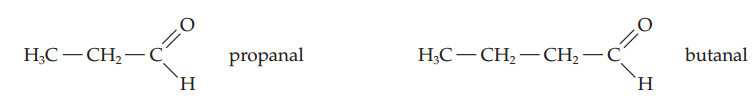 O O
H₃C—CH₂—C propanal H₃C—CH₂—CH₂—C butanal
H H